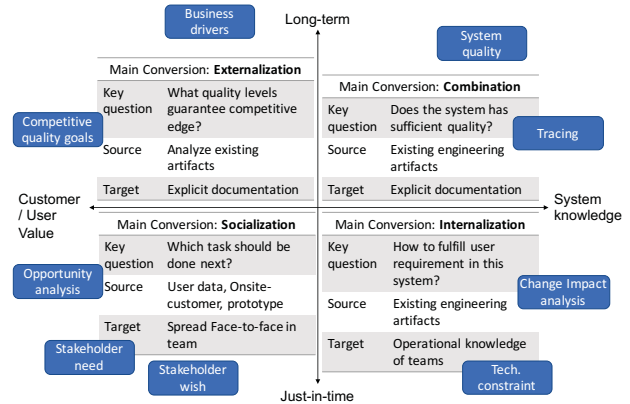 Business
drivers
Long-term
System
quality
Main Conversion: Externalization
Key What quality levels
question guarantee competitive
edge?
Source Analyze existing
artifacts
Target Explicit documentation
Competitive
quality goals
Main Conversion: Combination
Key Does the system has
question sufficient quality?
Source Existing engineering
artifacts
Target Explicit documentation
Tracing
Customer
/ User
Value
System
knowledge
Main Conversion: Socialization
Key Which task should be
question done next?
Source User data, Onsite-
customer, prototype
Target Spread Face-to-face in
team
Opportunity
analysis
Stakeholder
need
Stakeholder
wish
Main Conversion: Internalization
Key How to fulfill user
question requirement in this
system?
Source Existing engineering
artifacts
Target Operational knowledge
of teams
Change Impact
analysis
Tech.
constraint
Just-in-time